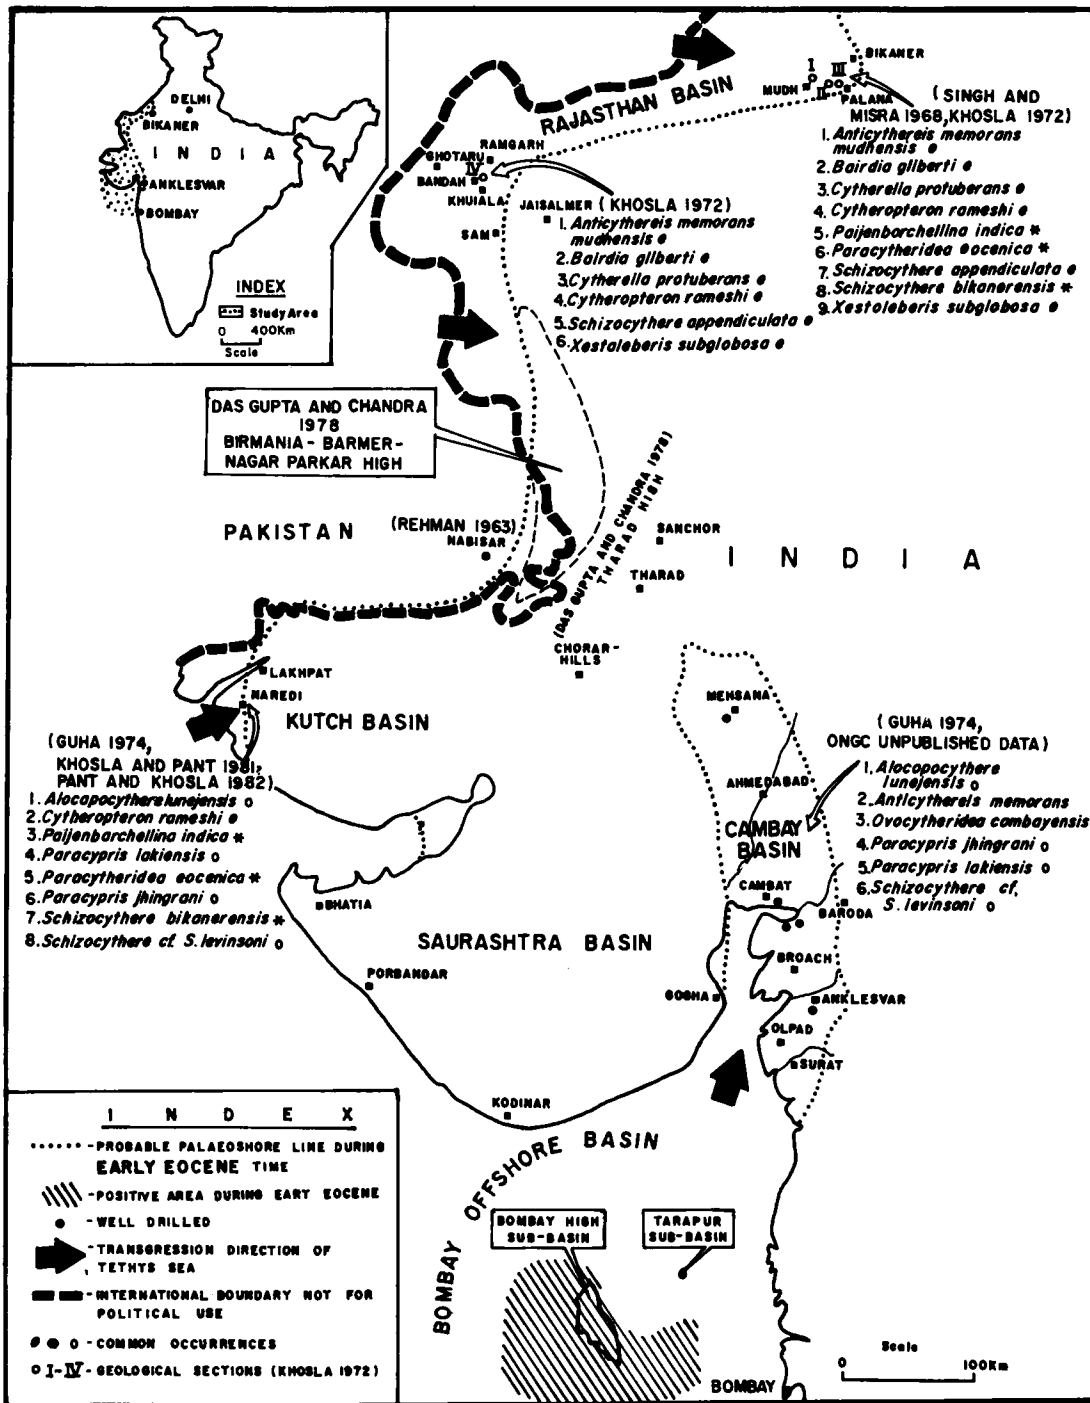 DELHI
BIKANER
I N D I A
ANKLESVAR
BOMBAY
INDEX
Study Area
0 400Km
Scale
RAJASTHAN BASIN
BIKANER
I III
MUDH
II
PALANA
(SINGH AND
MISRA 1968,KHOSLA 1972)
1. Anticythereis memorans
mudhensis
2. Bairdia gilberti
3. Cytherella protuberans
4. Cytheropteron rameshi
5. Paijenborchellina indica *
6. Paracytheridea eocenica *
7. Schizocythere appendiculata
8. Schizocythere bikanerensis *
9. Xestoleberis subglobosa
GHOTARU
RAMGARH
IV
BANDAH
KHUIALA
JAISALMER (KHOSLA 1972)
SAM
1. Anticythereis memorans
mudhensis
2. Bairdia gilberti
3. Cytherella protuberans
4. Cytheropteron rameshi
5. Schizocythere appendiculata
6. Xestoleberis subglobosa
DAS GUPTA AND CHANDRA
1978
BIRMANIA - BARMER-
NAGAR PARKAR HIGH
(DAS GUPTA AND CHANDRA 1978)
THARAD HIGH
PAKISTAN
(REHMAN 1963)
NABISAR
SANCHOR
I N D I A
THARAD
CHORAR-
HILLS
LAKHPAT
NAREDI
KUTCH BASIN
(GUHA 1974,
KHOSLA AND PANT 1981,
PANT AND KHOSLA 1982)
1. Alocopocythere lunejensis o
2. Cytheropteron rameshi
3. Paijenborchellina indica *
4. Paracypris lakiensis o
5. Paracytheridea eocenica *
6. Paracypris jhingrani o
7. Schizocythere bikanerensis *
8. Schizocythere cf. S. levinsoni o
MEHSANA
(GUHA 1974,
ONGC UNPUBLISHED DATA)
1. Alocopocythere
lunejensis o
2. Anticythereis memorans
3. Ovocytheridea cambayensis
4. Paracypris jhingrani o
5. Paracypris lakiensis o
6. Schizocythere cf.
S. levinsoni o
AHMEDABAD
CAMBAY
BASIN
CAMBAT
BARODA
BHATIA
SAURASHTRA BASIN
BROACH
PORBANDAR
GOGHA
ANKLESVAR
OLPAD
SURAT
KODINAR
BOMBAY OFFSHORE BASIN
BOMBAY HIGH
SUB-BASIN
TARAPUR
SUB-BASIN
BOMBAY
Scale
0 100Km
I N D E X
- PROBABLE PALAEOSHORE LINE DURING
EARLY EOCENE TIME
- POSITIVE AREA DURING EART EOCENE
- WELL DRILLED
- TRANSGRESSION DIRECTION OF
TETHYS SEA
- INTERNATIONAL BOUNDARY NOT FOR
POLITICAL USE
- COMMON OCCURRENCES
I-IV - GEOLOGICAL SECTIONS (KHOSLA 1972)